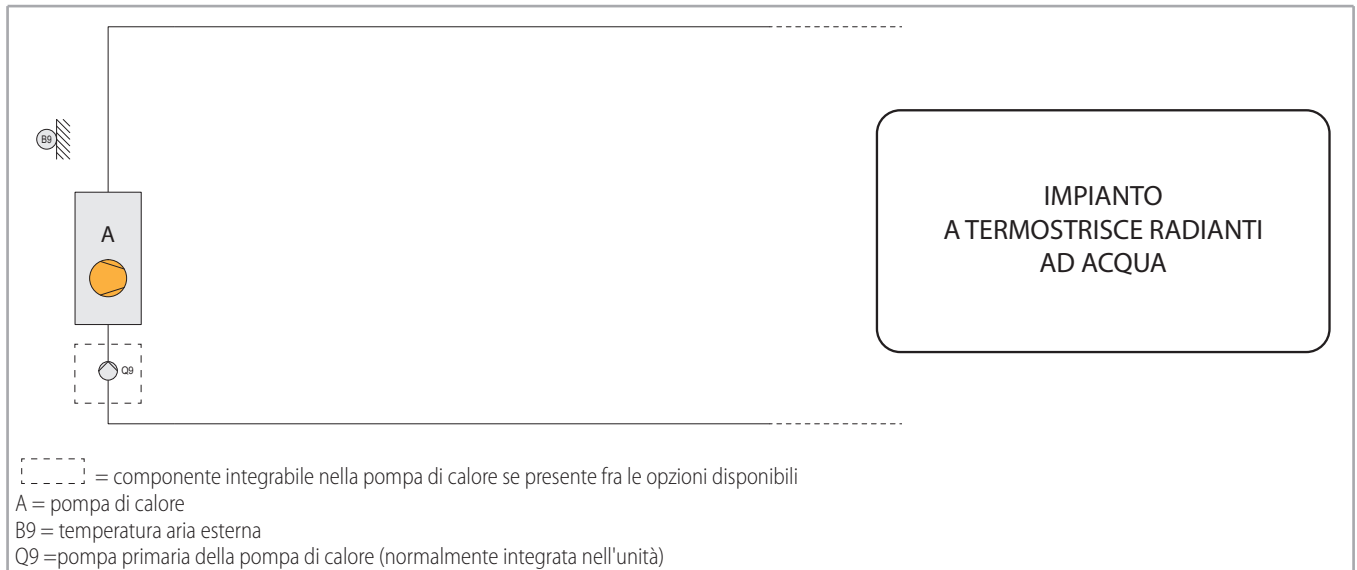 B9
A
Q9
IMPIANTO
A TERMOSTRISCE RADIANTI
AD ACQUA
= componente integrabile nella pompa di calore se presente fra le opzioni disponibili
A = pompa di calore
B9 = temperatura aria esterna
Q9 =pompa primaria della pompa di calore (normalmente integrata nell'unità)